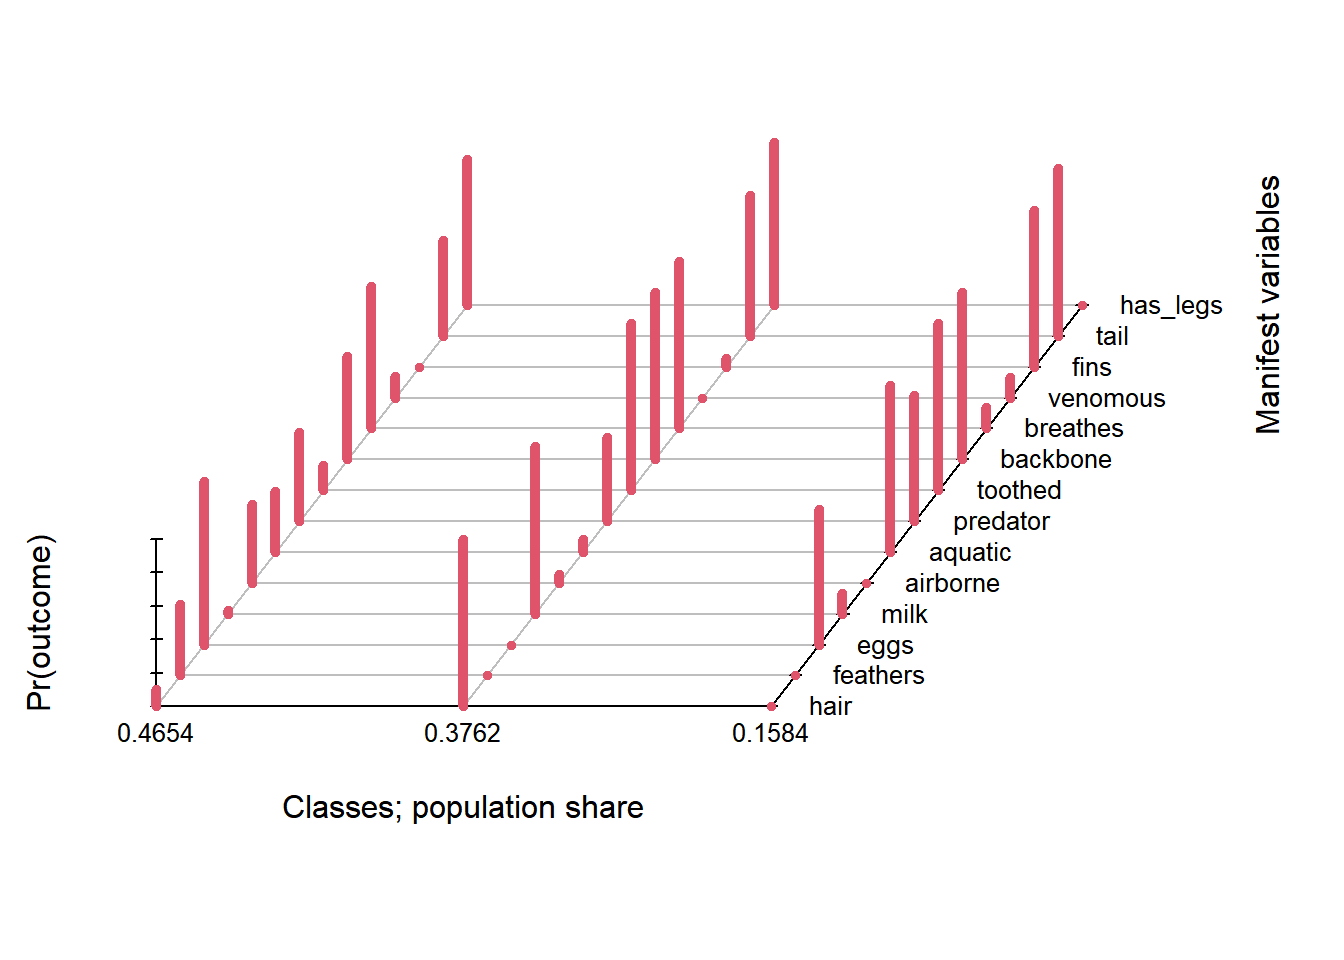 Manifest variables
has_legs
tail
fins
venomous
breathes
backbone
toothed
predator
aquatic
airborne
milk
eggs
feathers
hair
Pr(outcome)
0.4654 0.3762 0.1584
Classes; population share